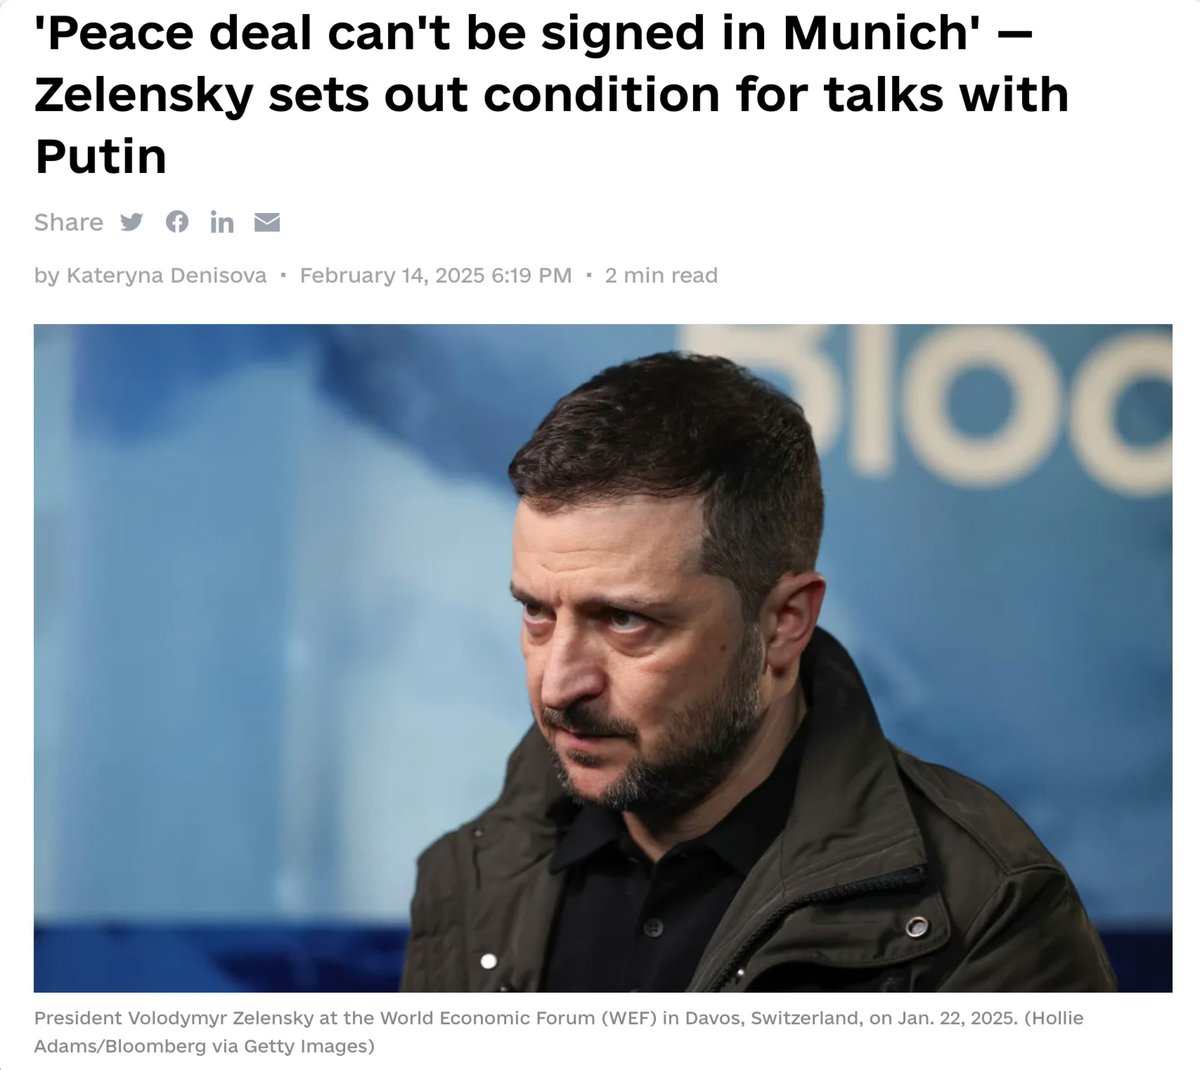 'Peace deal can't be signed in Munich' —
Zelensky sets out condition for talks with
Putin
Share
by Kateryna Denisova • February 14, 2025 6:19 PM • 2 min read
Bloo
President Volodymyr Zelensky at the World Economic Forum (WEF) in Davos, Switzerland, on Jan. 22, 2025. (Hollie
Adams/Bloomberg via Getty Images)